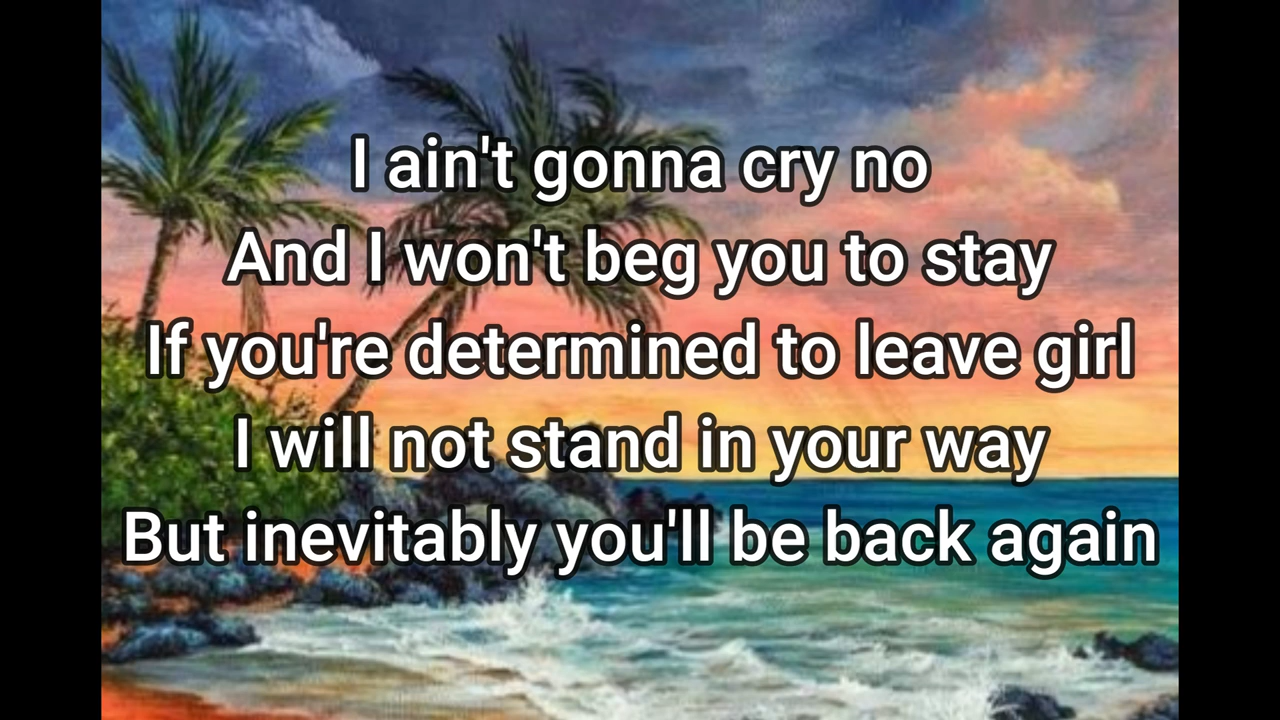 I ain't gonna cry no
And I won't beg you to stay
If you're determined to leave girl
I will not stand in your way
But inevitably you'll be back again